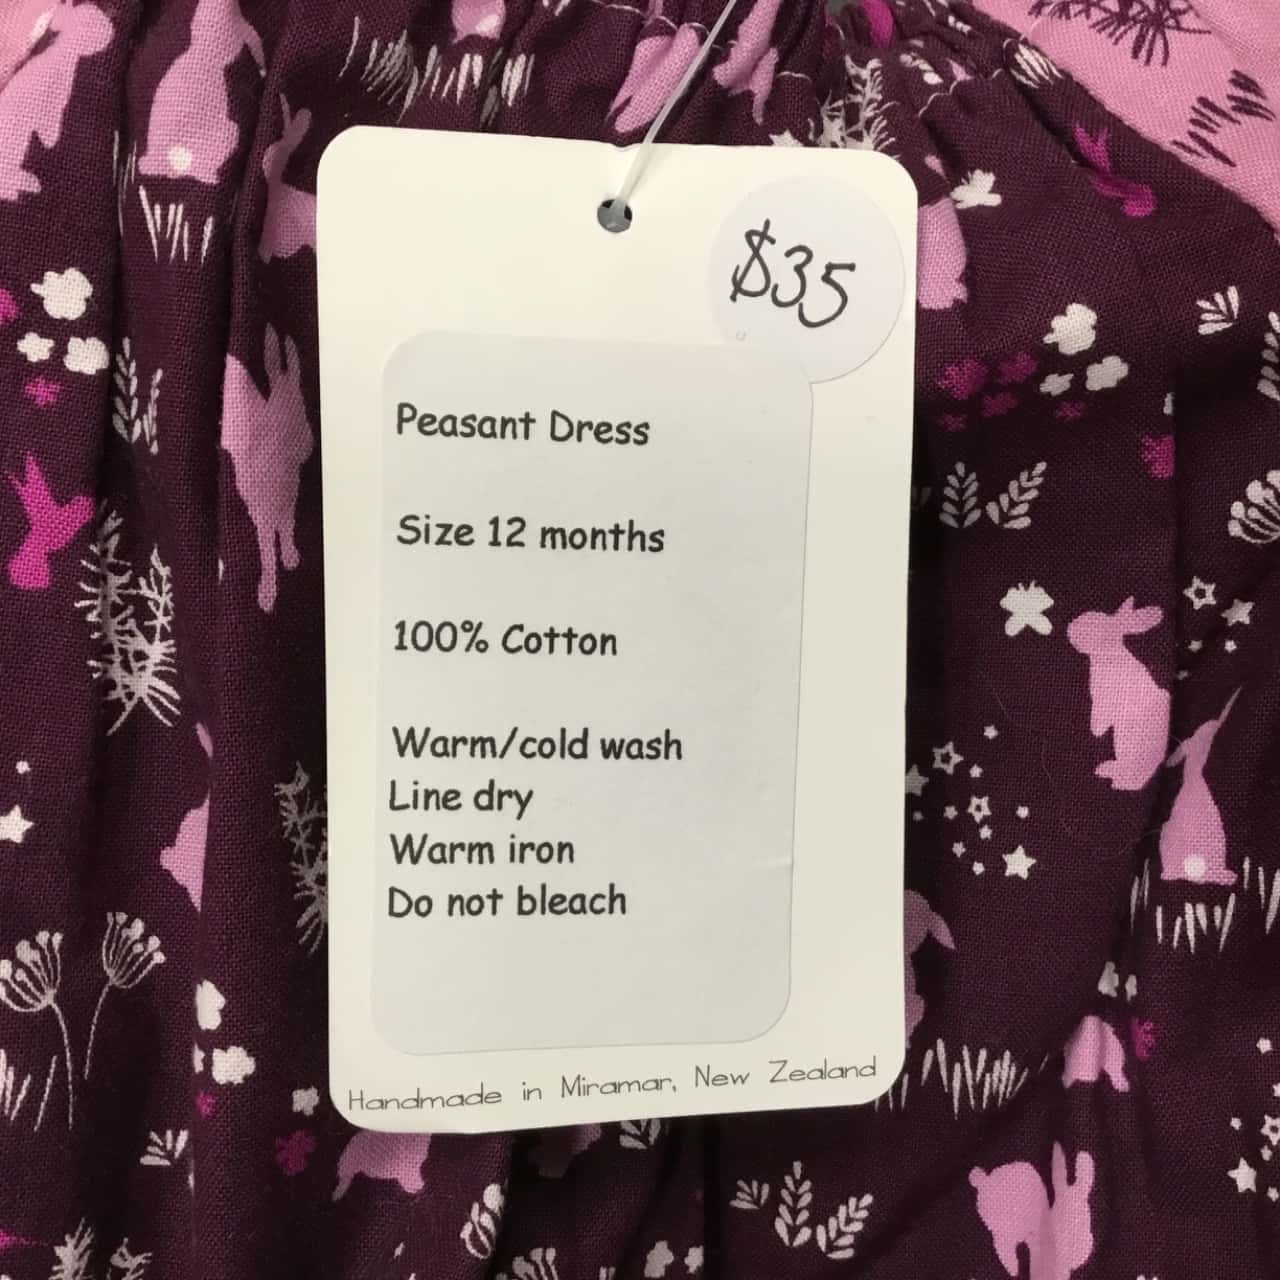 $35
Peasant Dress
Size 12 months
100% Cotton
Warm/cold wash
Line dry
Warm iron
Do not bleach
Handmade in Miramar, New Zealand